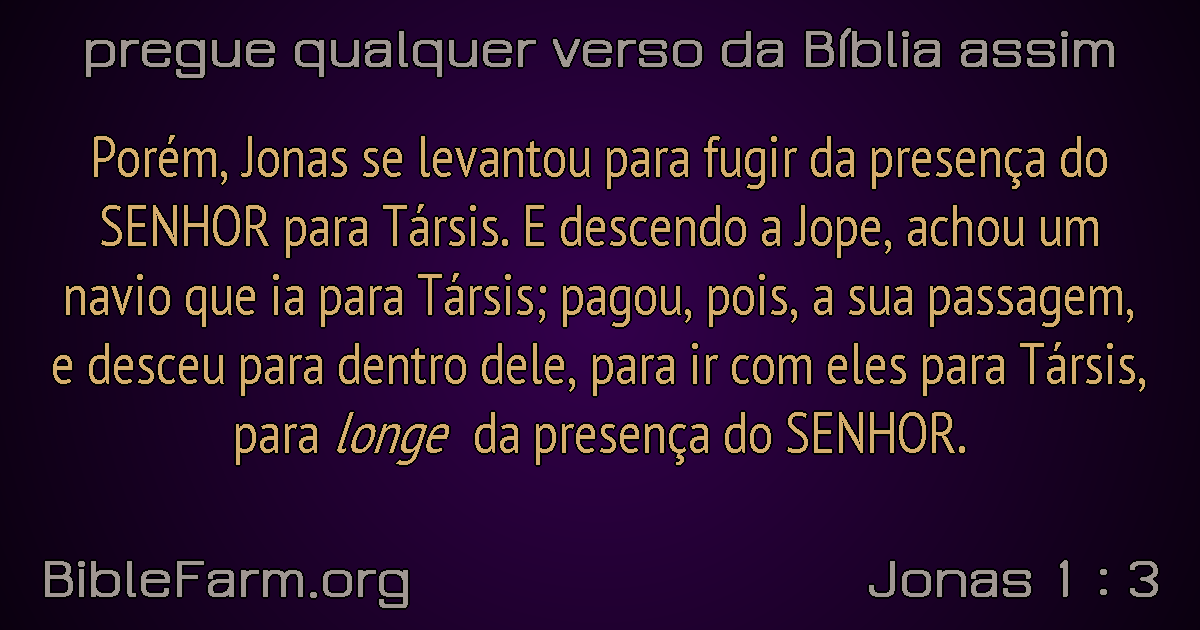 pregue qualquer verso da Bíblia assim
Porém, Jonas se levantou para fugir da presença do
SENHOR para Társis. E descendo a Jope, achou um
navio que ia para Társis; pagou, pois, a sua passagem,
e desceu para dentro dele, para ir com eles para Társis,
para longe da presença do SENHOR.
BibleFarm.org
Jonas 1 : 3